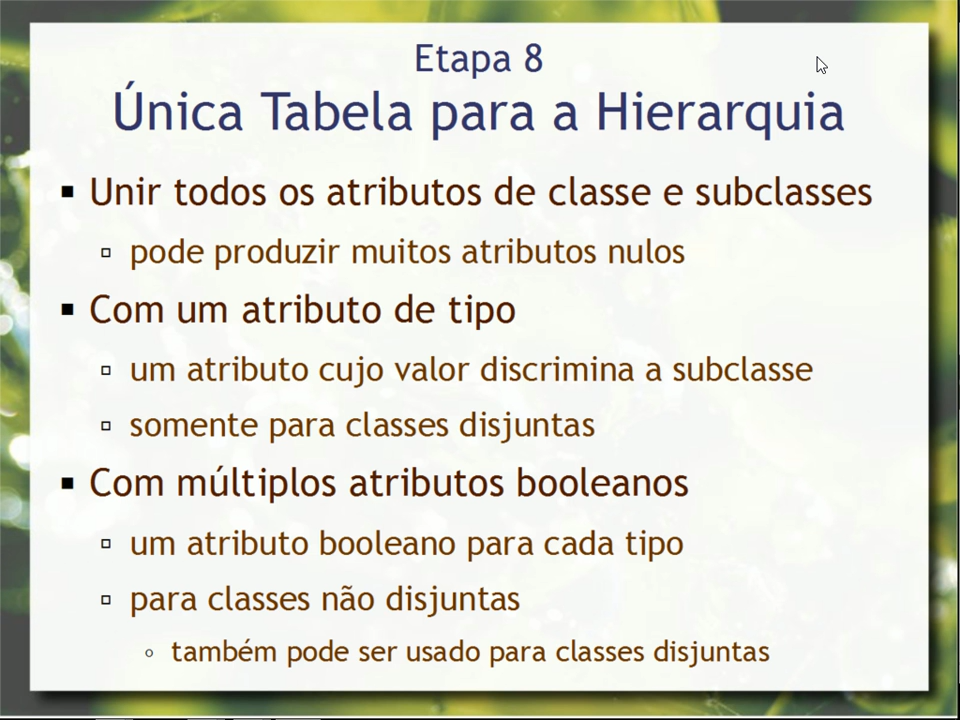 Etapa 8
Única Tabela para a Hierarquia
Unir todos os atributos de classe e subclasses
pode produzir muitos atributos nulos
Com um atributo de tipo
um atributo cujo valor discrimina a subclasse
somente para classes disjuntas
Com múltiplos atributos booleanos
um atributo booleano para cada tipo
para classes não disjuntas
também pode ser usado para classes disjuntas